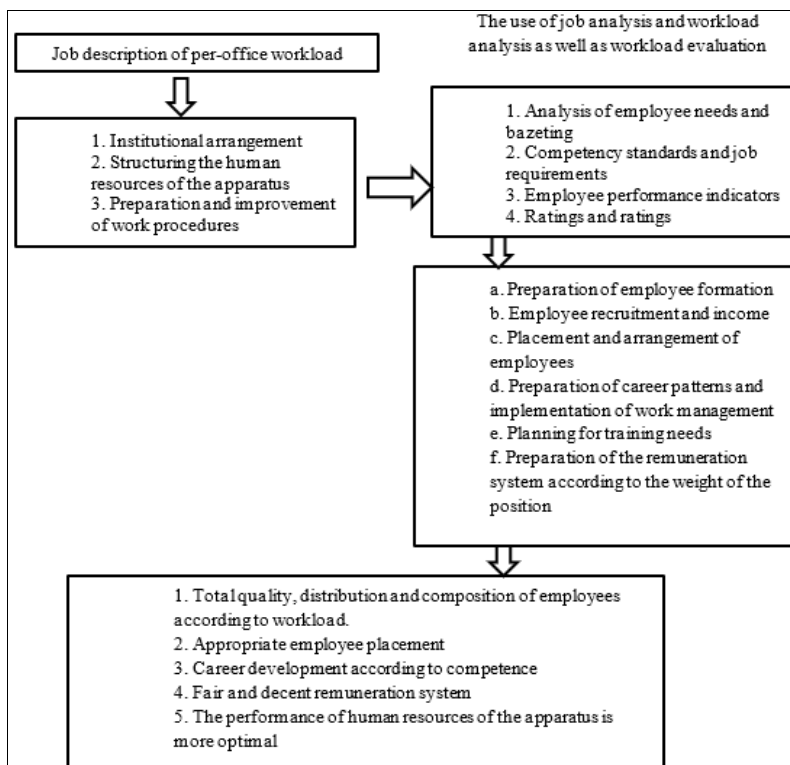 The use of job analysis and workload
analysis as well as workload evaluation
Job description of per-office workload
1. Institutional arrangement
2. Structuring the human
resources of the apparatus
3. Preparation and improvement
of work procedures
1. Analysis of employee needs and
bazeting
2. Competency standards and job
requirements
3. Employee performance indicators
4. Ratings and ratings
a. Preparation of employee formation
b. Employee recruitment and income
c. Placement and arrangement of
employees
d. Preparation of career patterns and
implementation of work management
e. Planning for training needs
f. Preparation of the remuneration
system according to the weight of the
position
1. Total quality, distribution and composition of employees
according to workload.
2. Appropriate employee placement
3. Career development according to competence
4. Fair and decent remuneration system
5. The performance of human resources of the apparatus is
more optimal